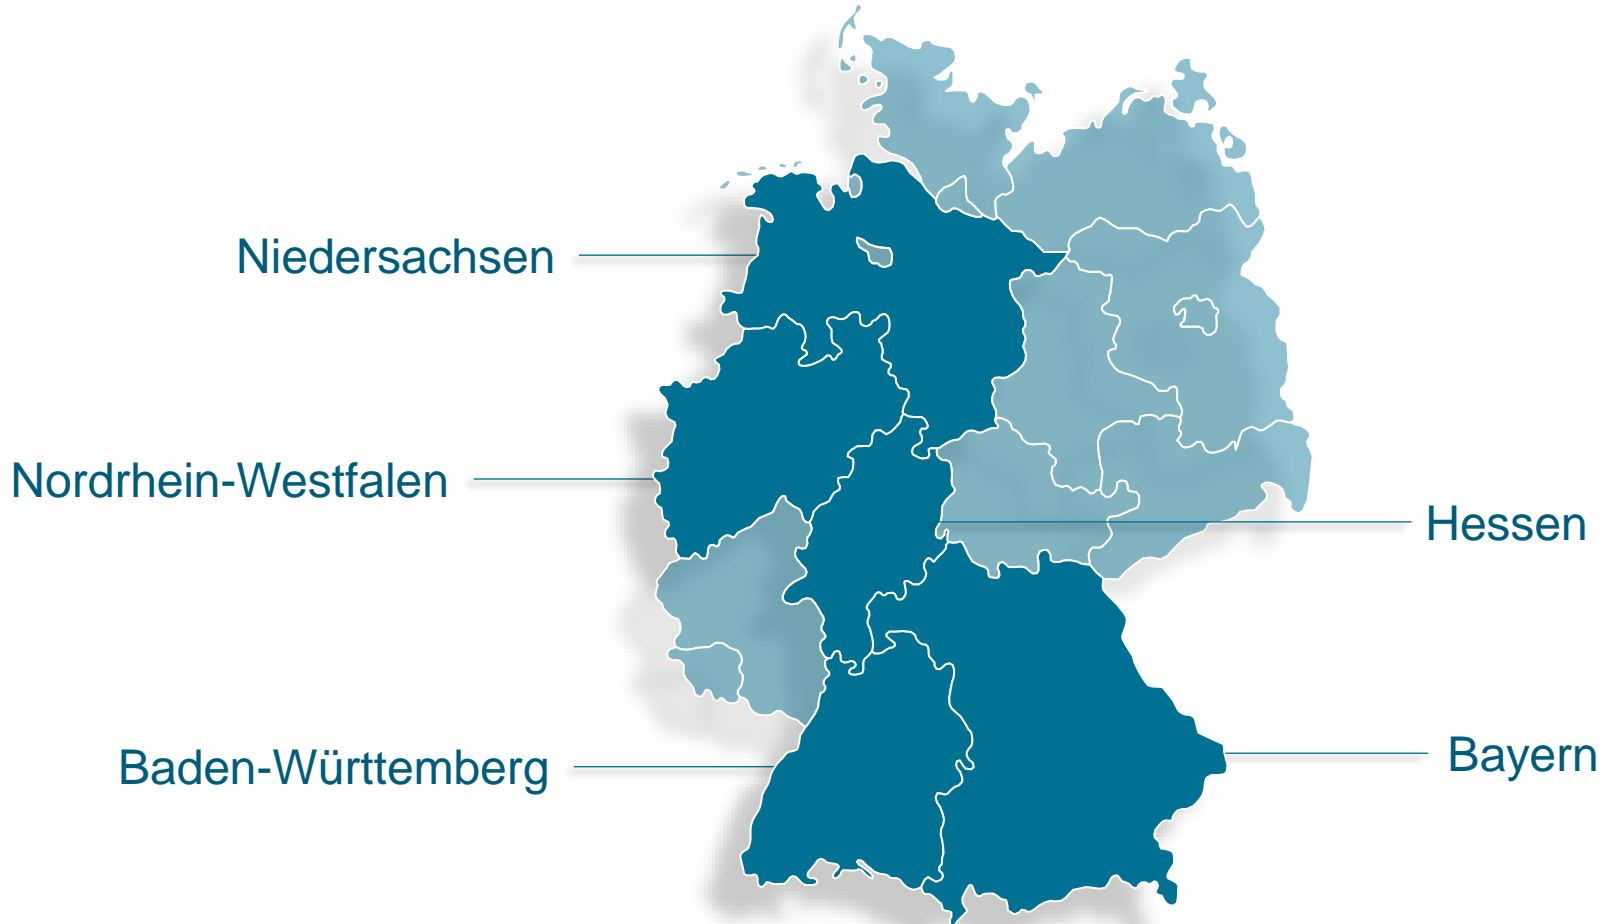 Niedersachsen
Nordrhein-Westfalen
Hessen
Baden-Württemberg
Bayern